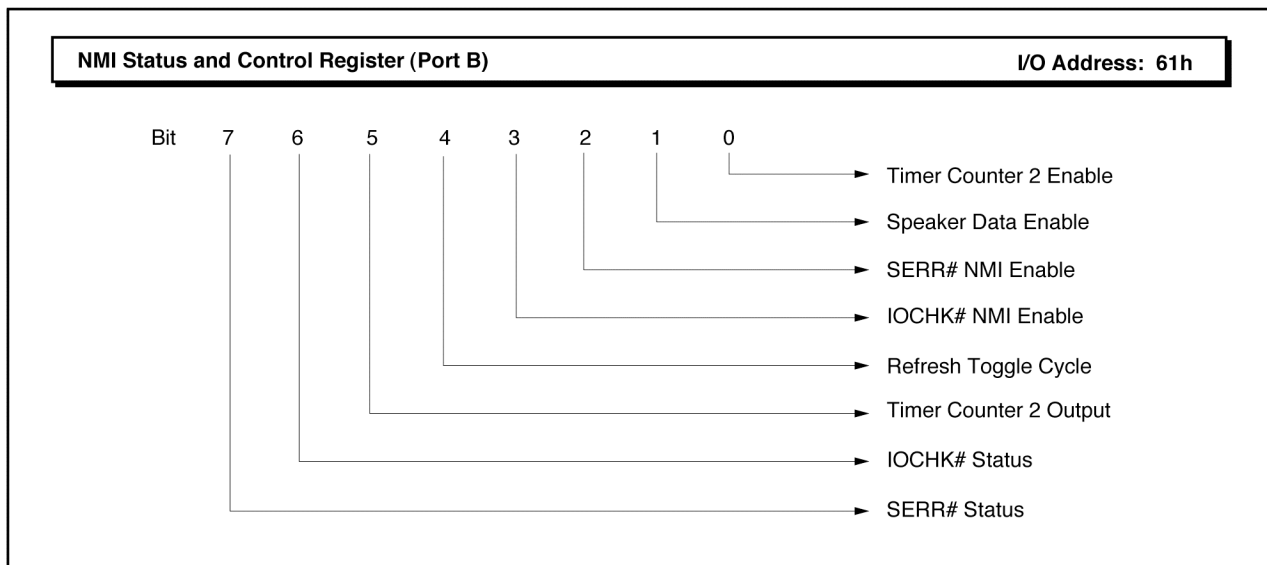 NMI Status and Control Register (Port B) I/O Address: 61h
Bit 7 6 5 4 3 2 1 0
Timer Counter 2 Enable
Speaker Data Enable
SERR# NMI Enable
IOCHK# NMI Enable
Refresh Toggle Cycle
Timer Counter 2 Output
IOCHK# Status
SERR# Status